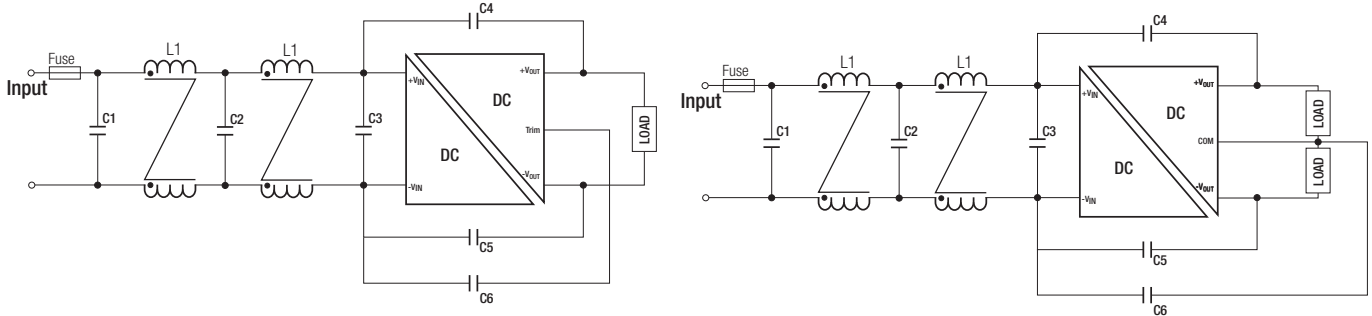 C4
Fuse
L1
L1
Input
+VIN
+VOUT
DC
C1
C2
C3
Trim
LOAD
DC
-VIN
-VOUT
C5
C6
C4
Fuse
L1
L1
Input
+VIN
+VOUT
LOAD
DC
C1
C2
C3
COM
DC
LOAD
-VIN
-VOUT
C5
C6